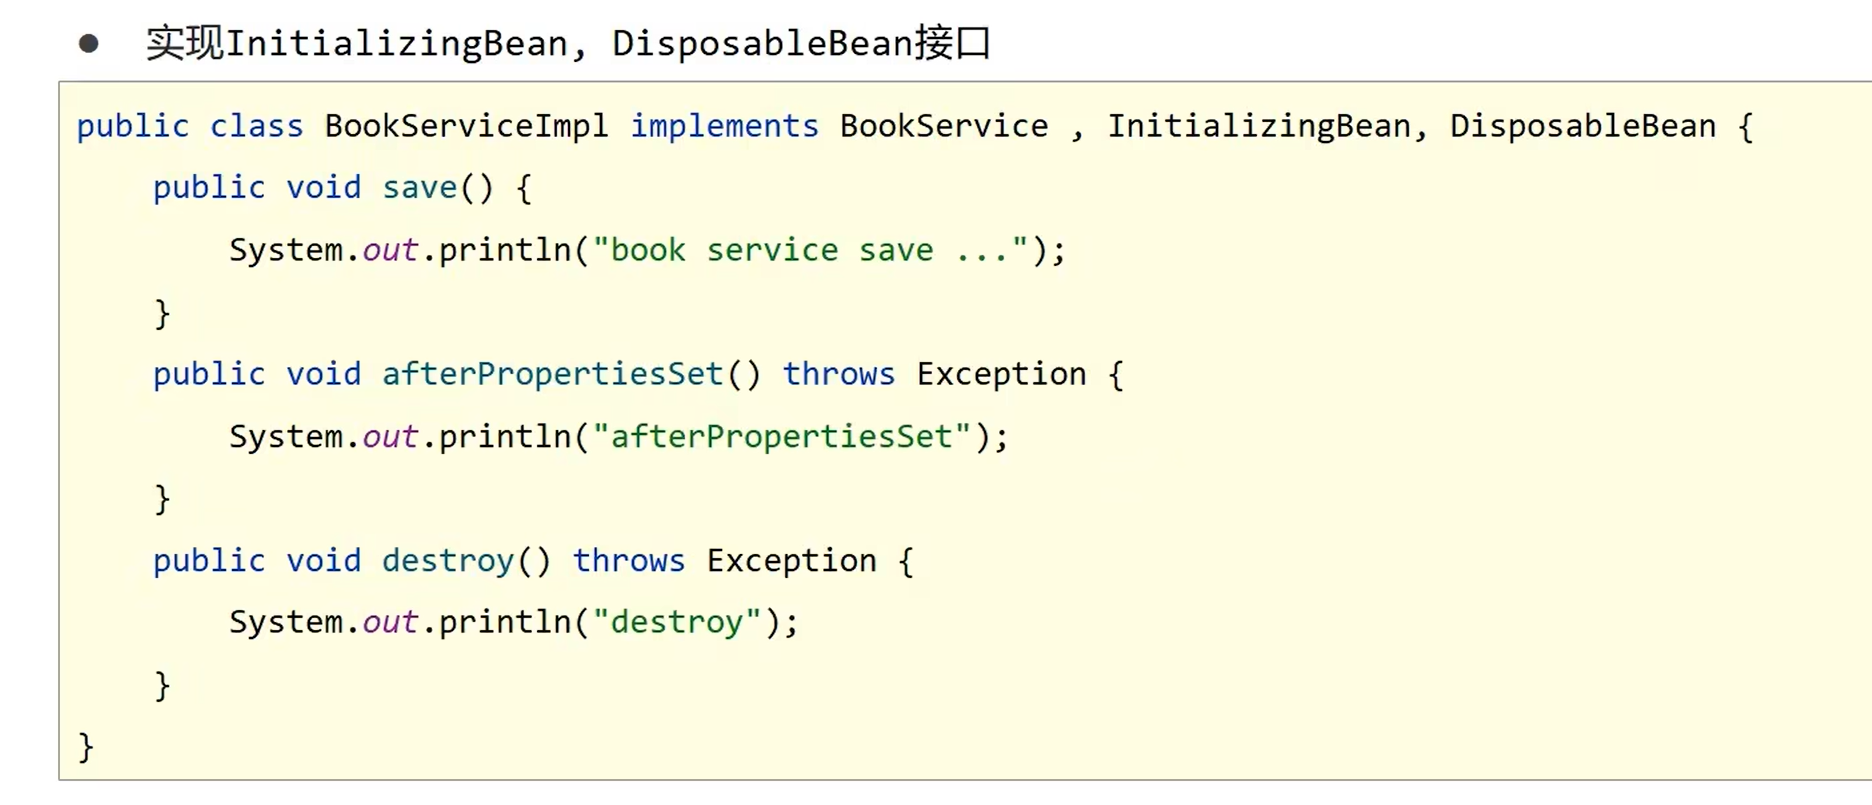 ● 实现InitializingBean, DisposableBean接口
public class BookServiceImpl implements BookService , InitializingBean, DisposableBean {
    public void save() {
        System.out.println("book service save ...");
    }
    public void afterPropertiesSet() throws Exception {
        System.out.println("afterPropertiesSet");
    }
    public void destroy() throws Exception {
        System.out.println("destroy");
    }
}